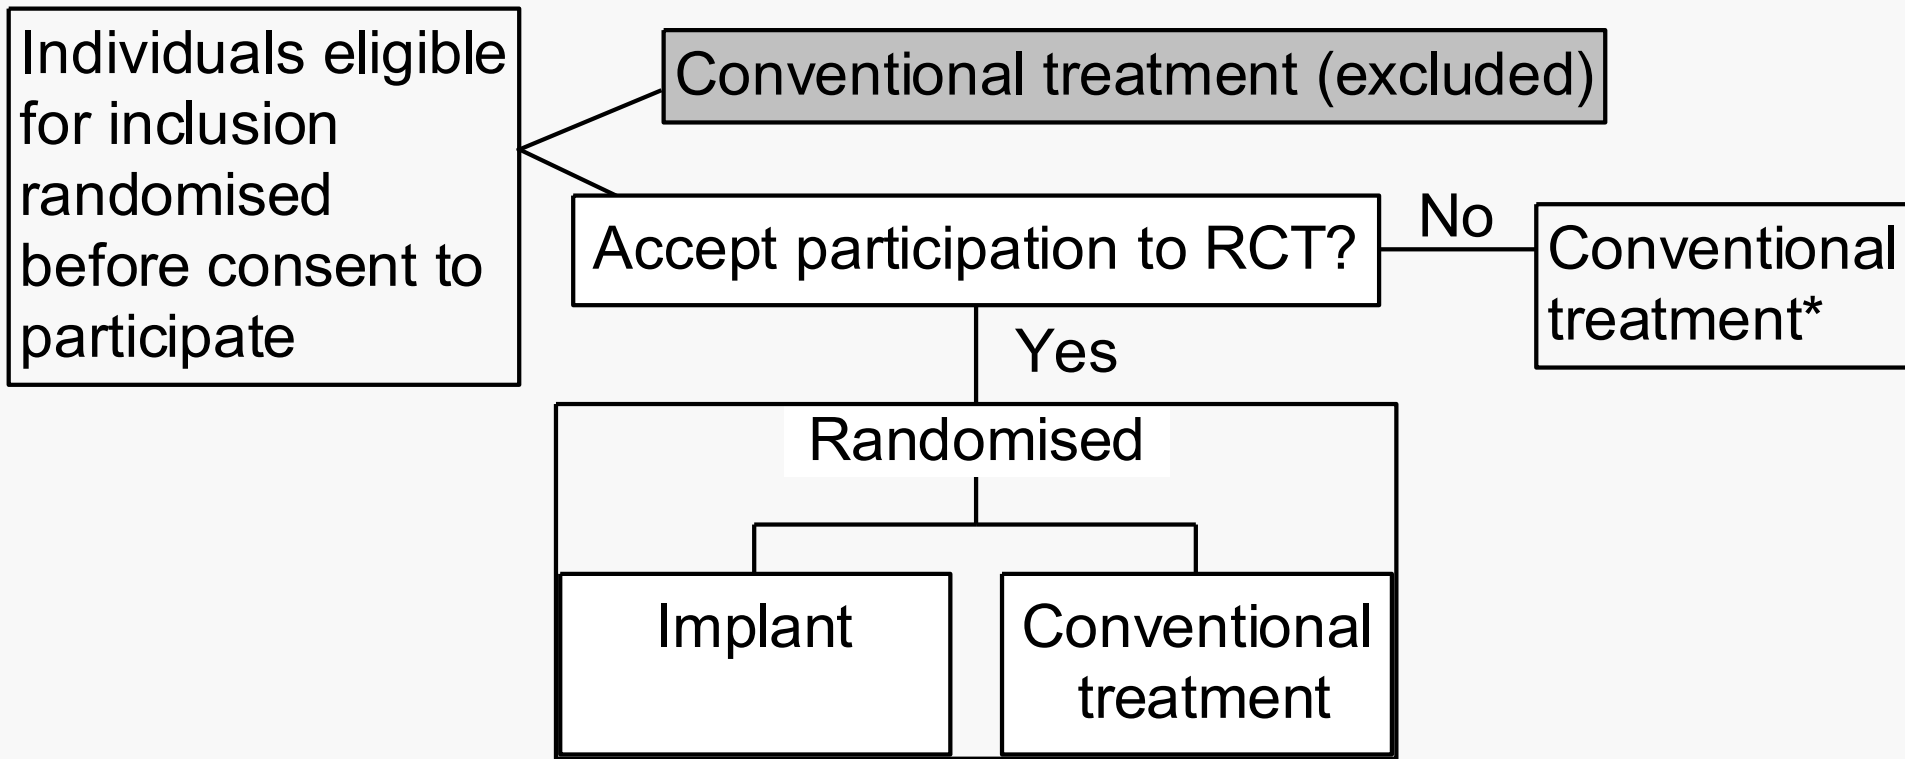 Individuals eligible
for inclusion
randomised
before consent to
participate
Conventional treatment (excluded)
Accept participation to RCT?
No
Conventional
treatment*
Yes
Randomised
Implant
Conventional
treatment